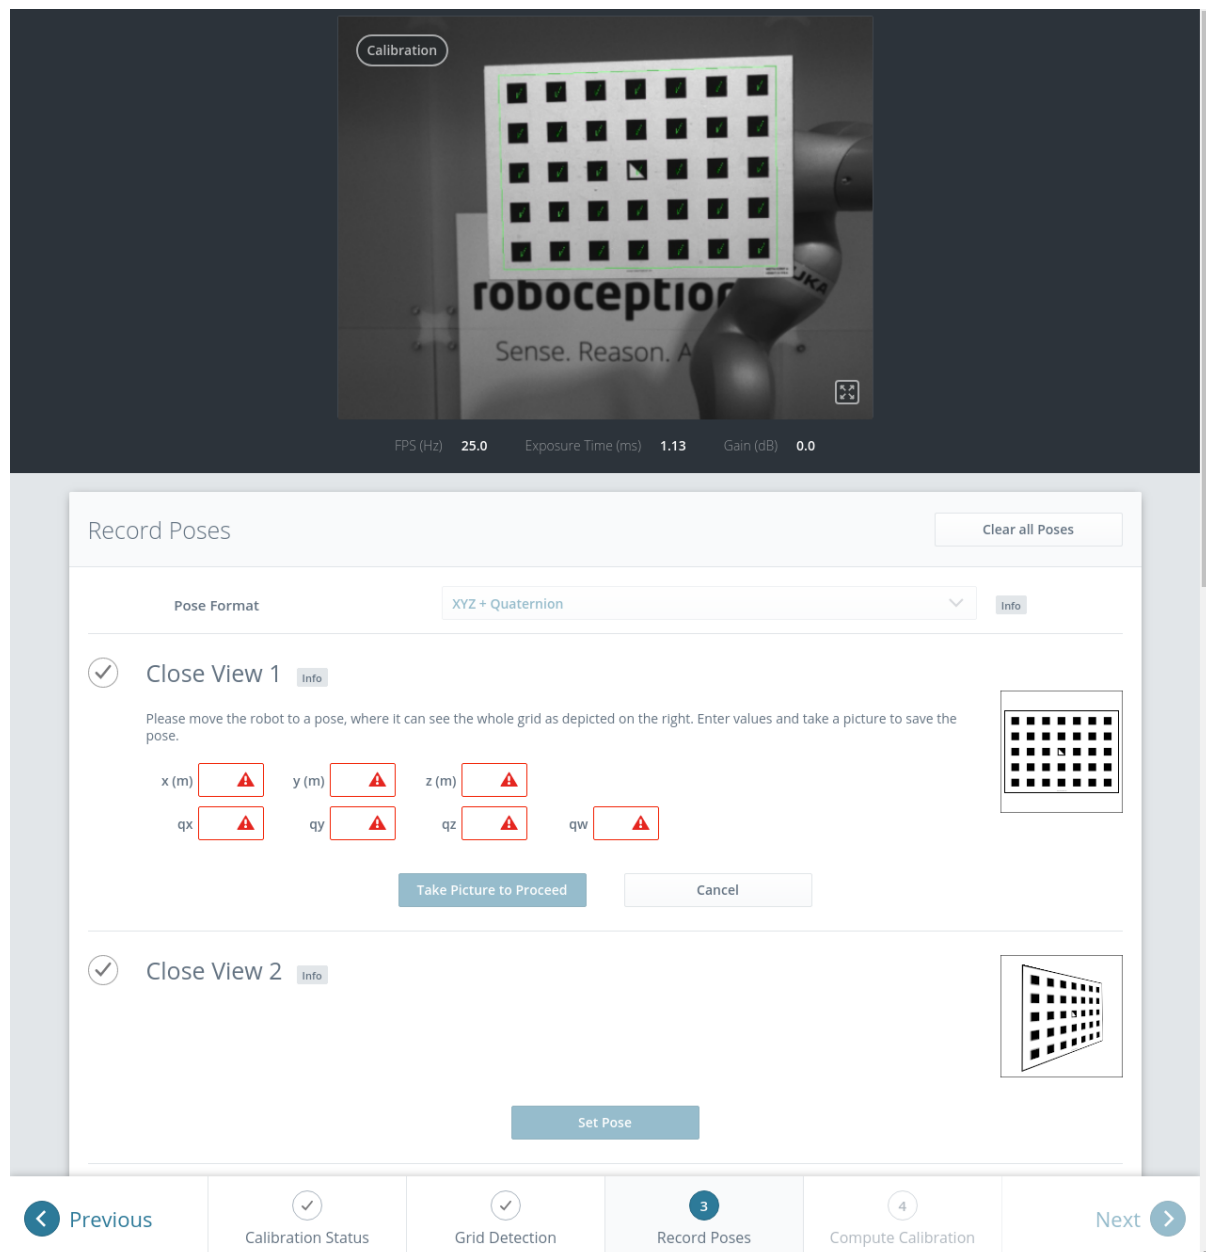 Calibration
roboception
Sense. Reason. A
FPS (Hz) 25.0 Exposure Time (ms) 1.13 Gain (dB) 0.0
Record Poses
Clear all Poses
Pose Format
XYZ + Quaternion
Info
Close View 1 Info
Please move the robot to a pose, where it can see the whole grid as depicted on the right. Enter values and take a picture to save the
pose.
x (m) y (m) z (m)
qx qy qz qw
Take Picture to Proceed Cancel
Close View 2 Info
Set Pose
Previous
Calibration Status
Grid Detection
3
Record Poses
4
Compute Calibration
Next